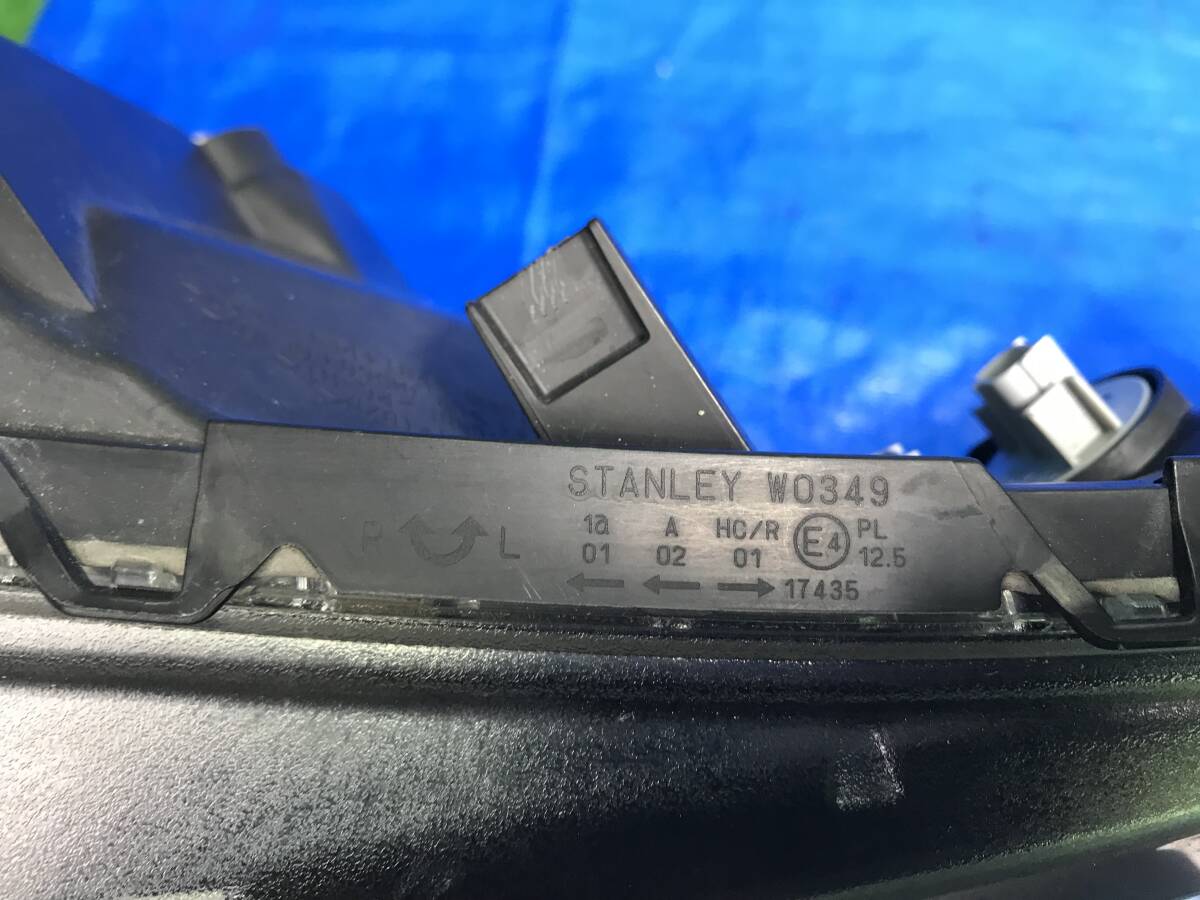 STANLEY W0349
R L
1a A HC/R E4 PL
01 02 01 12.5
← ← → 17435